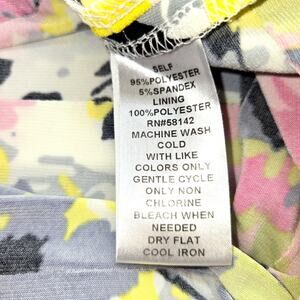 SELF
95%POLYESTER
5%SPANDEX
LINING
100%POLYESTER
RN#58142
MACHINE WASH
COLD
WITH LIKE
COLORS ONLY
GENTLE CYCLE
ONLY NON
CHLORINE
BLEACH WHEN
NEEDED
DRY FLAT
COOL IRON